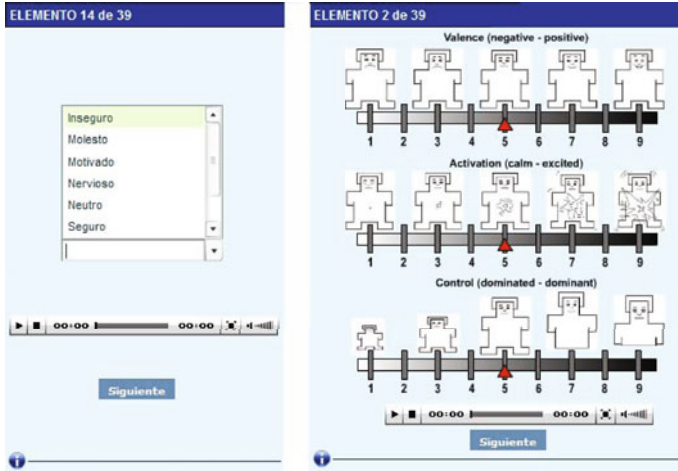 ELEMENTO 14 de 39
Inseguro
Molesto
Motivado
Nervioso
Neutro
Seguro
00:00 00:00
Siguiente
ELEMENTO 2 de 39
Valence (negative - positive)
1 2 3 4 5 6 7 8 9
Activation (calm - excited)
1 2 3 4 5 6 7 8 9
Control (dominated - dominant)
1 2 3 4 5 6 7 8 9
00:00 00:00
Siguiente